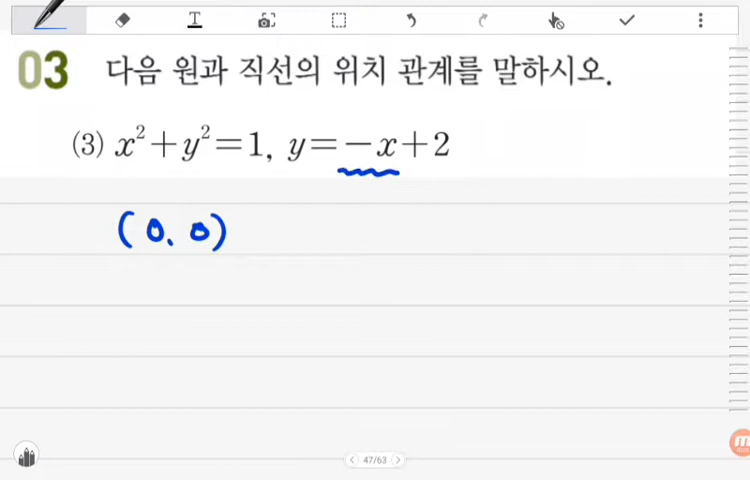 T
03 다음 원과 직선의 위치 관계를 말하시오.
(3) x²+y²=1, y=-x+2
(0, 0)
47/63